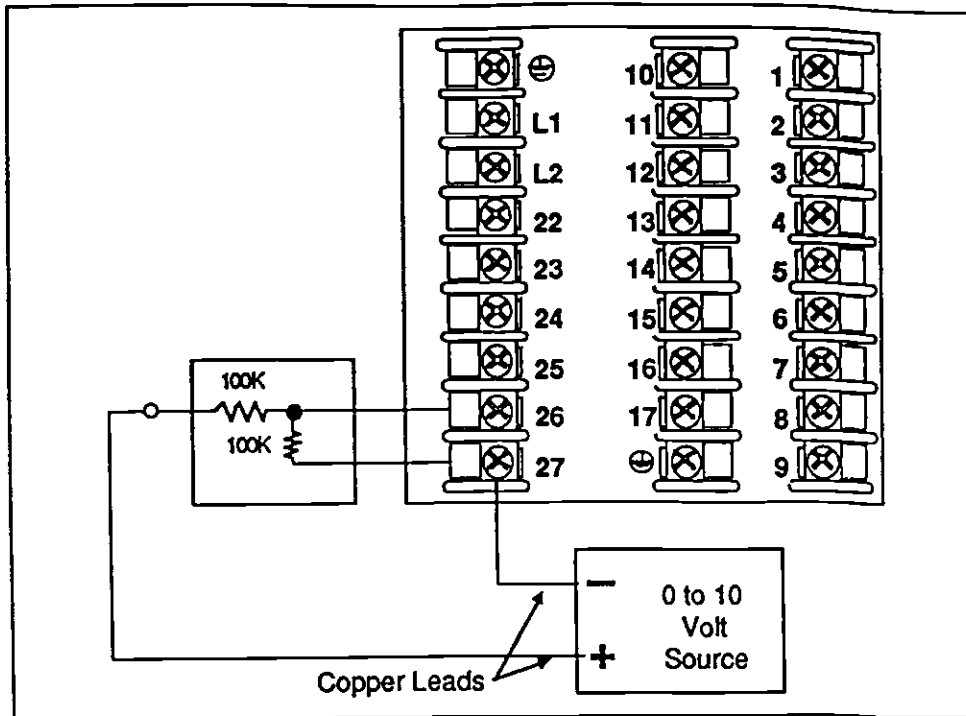 10 1
L1 11 2
L2 12 3
22 13 4
23 14 5
24 15 6
25 16 7
26 17 8
27 9
100K
100K
− 0 to 10
Volt
+ Source
Copper Leads